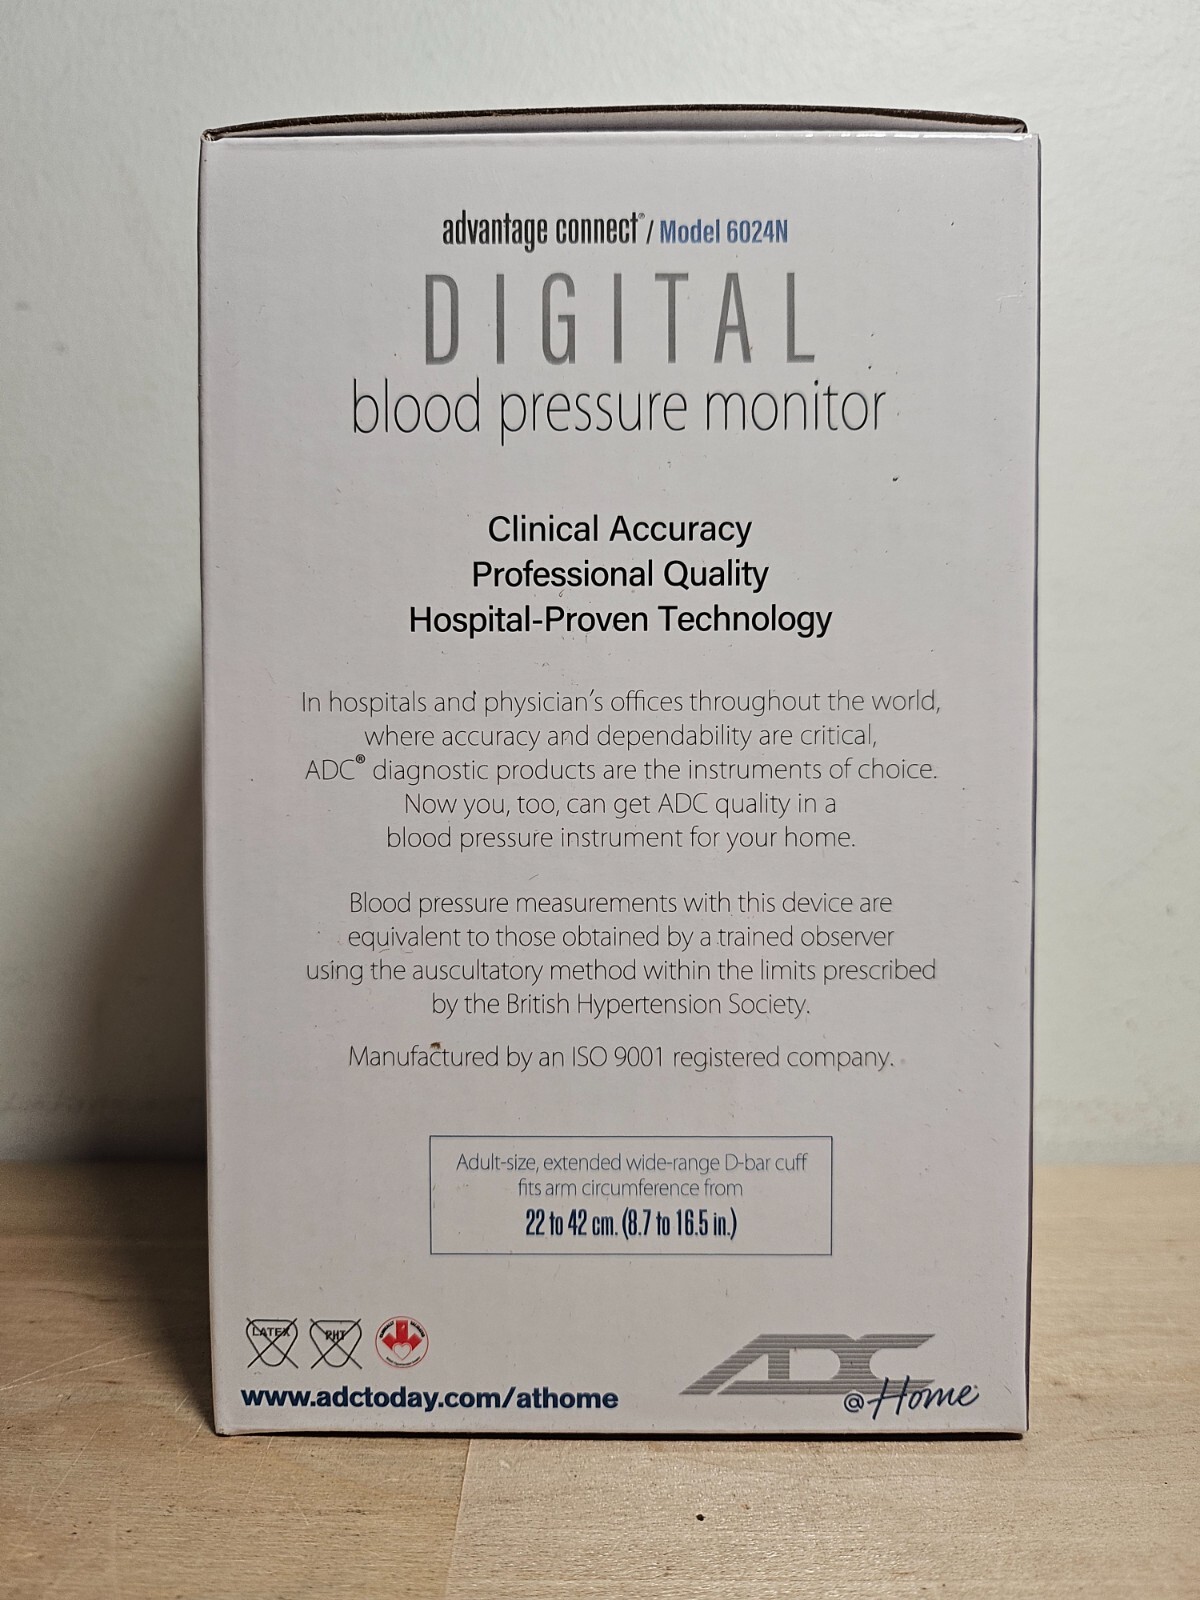 advantage connect® / Model 6024N
DIGITAL
blood pressure monitor
Clinical Accuracy
Professional Quality
Hospital-Proven Technology
In hospitals and physician's offices throughout the world,
where accuracy and dependability are critical,
ADC® diagnostic products are the instruments of choice.
Now you, too, can get ADC quality in a
blood pressure instrument for your home.
Blood pressure measurements with this device are
equivalent to those obtained by a trained observer
using the auscultatory method within the limits prescribed
by the British Hypertension Society.
Manufactured by an ISO 9001 registered company.
Adult-size, extended wide-range D-bar cuff
fits arm circumference from
22 to 42 cm. (8.7 to 16.5 in.)
LATEX PHT
www.adctoday.com/athome
ADC
@Home